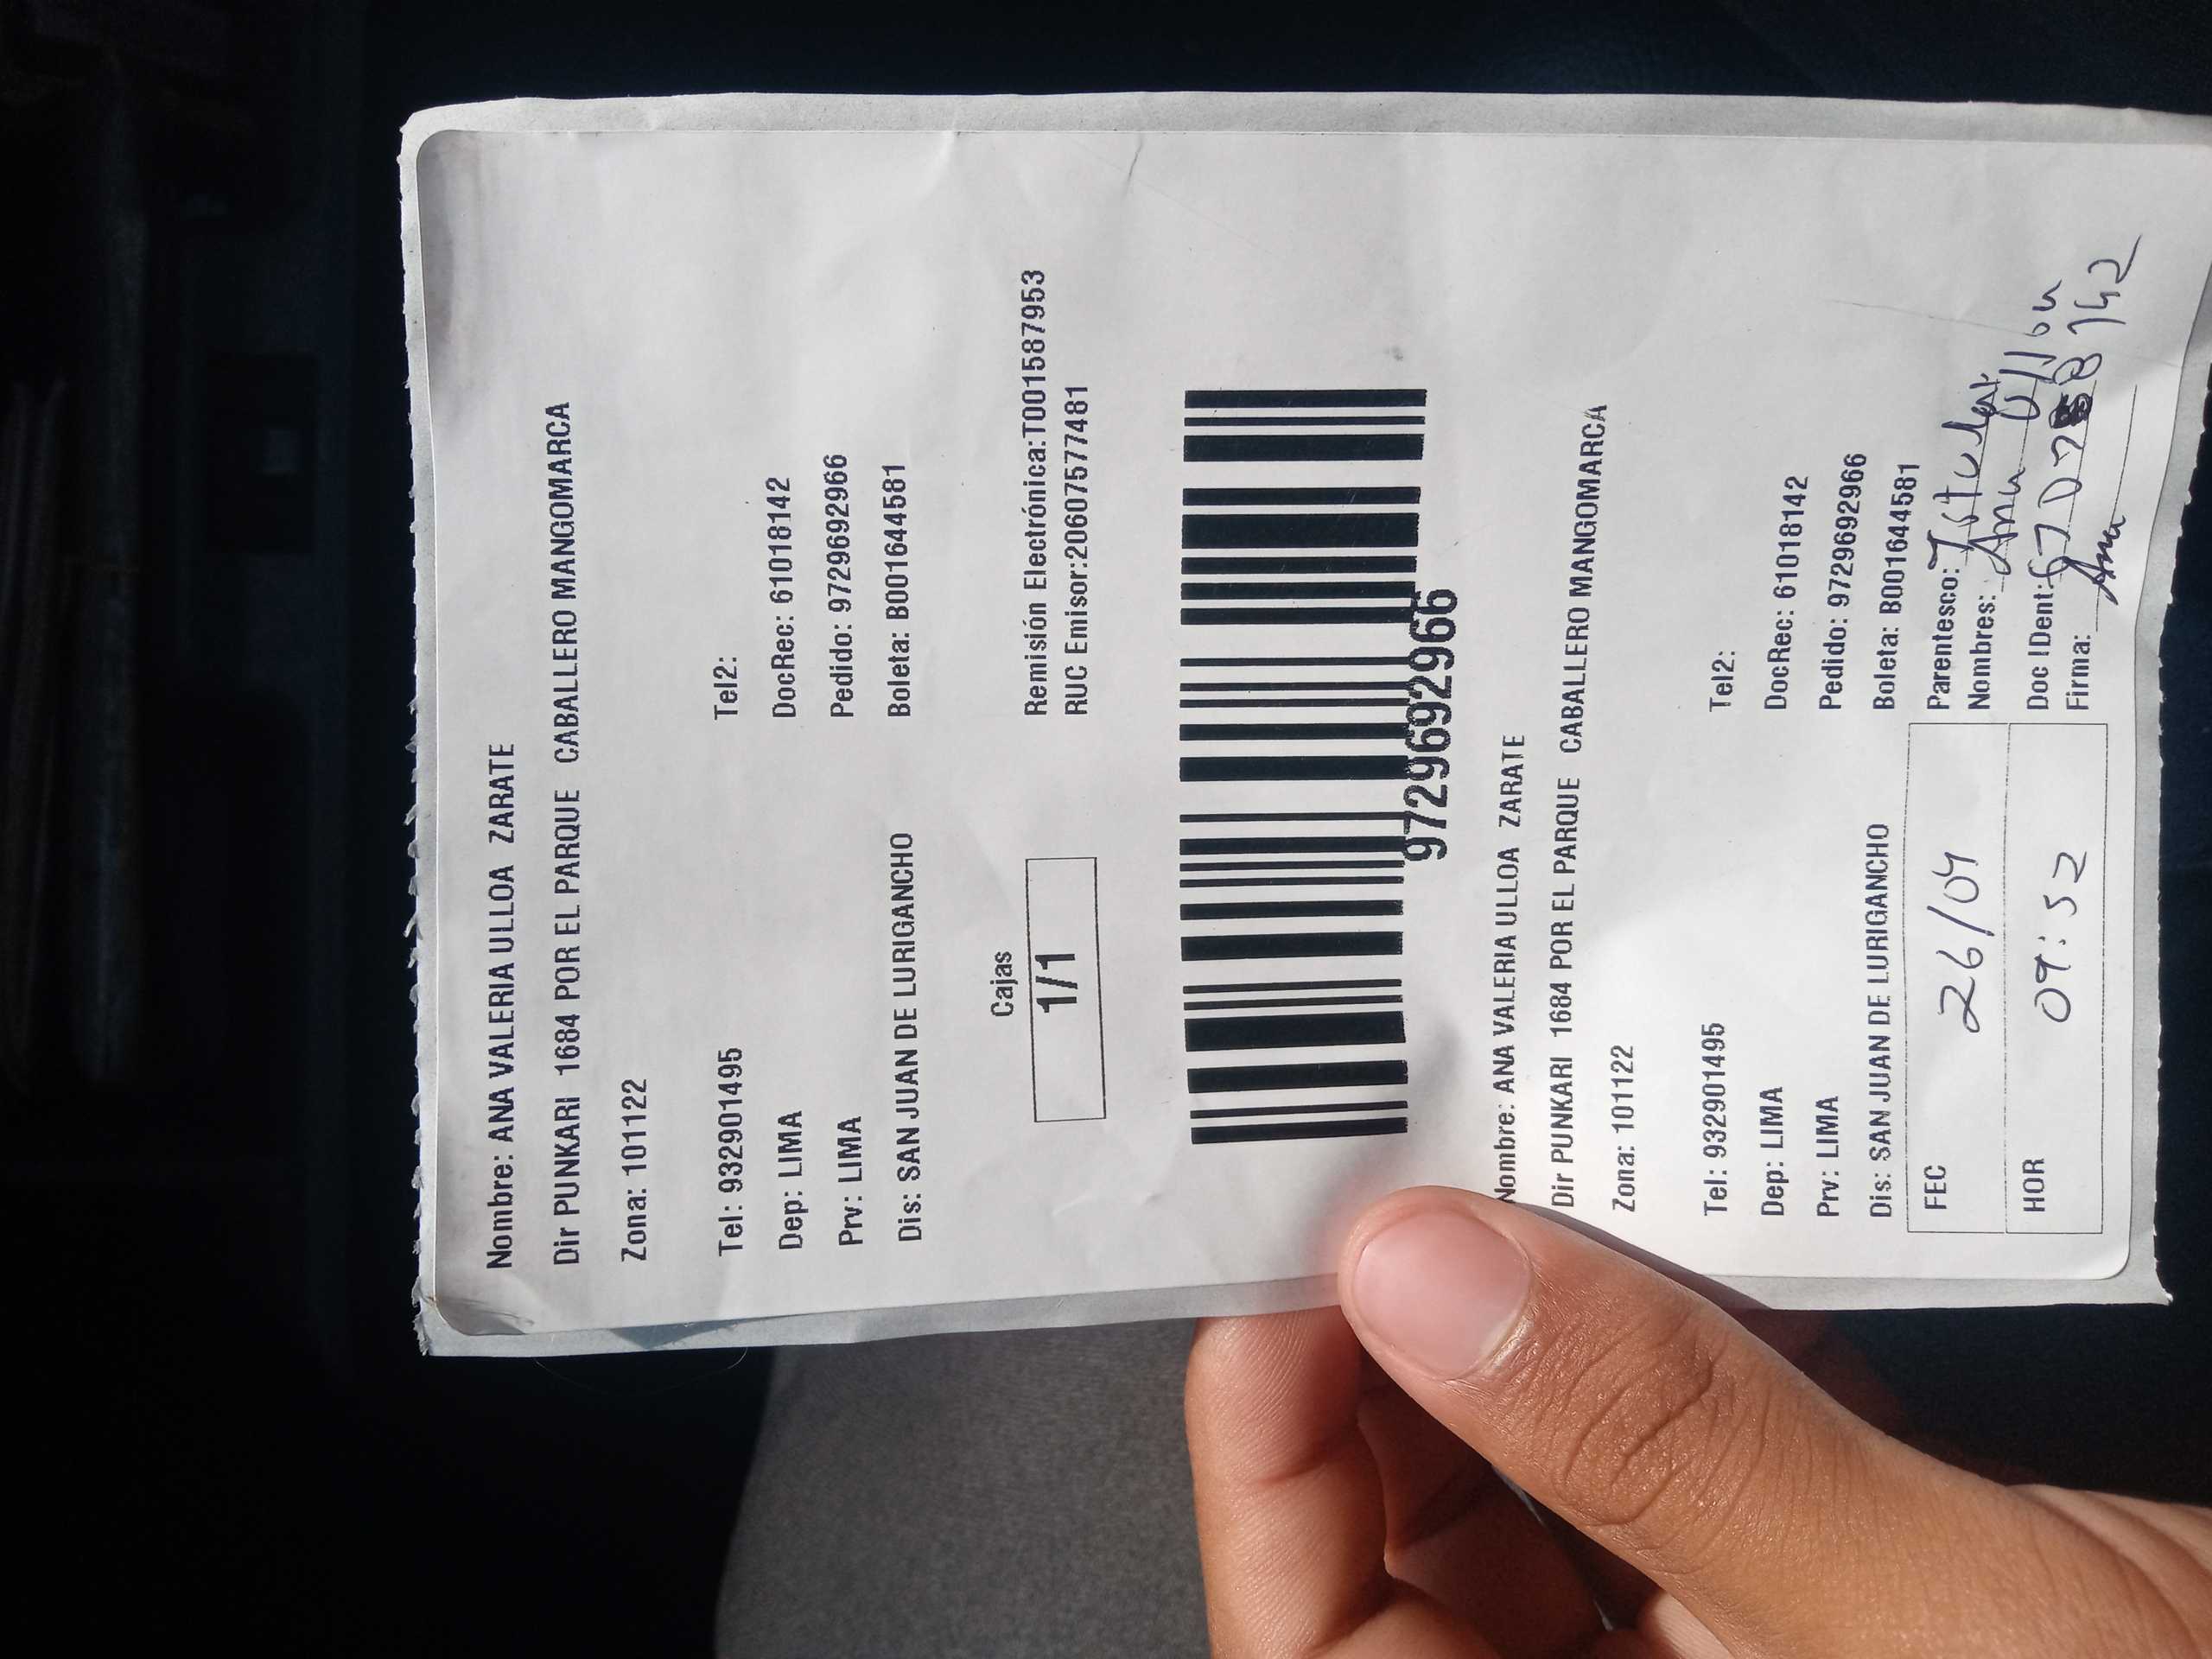 Nombre: ANA VALERIA ULLOA ZARATE
Dir PUNKARI 1684 POR EL PARQUE CABALLERO MANGOMARCA
Zona: 101122
Tel: 932901495 Tel2:
Dep: LIMA DocRec: 61018142
Prv: LIMA Pedido: 9729692966
Dis: SAN JUAN DE LURIGANCHO Boleta: B001644581
Cajas
1/1
Remisión Electrónica:T001587953
RUC Emisor:20607577481
9729692966
Nombre: ANA VALERIA ULLOA ZARATE
Dir PUNKARI 1684 POR EL PARQUE CABALLERO MANGOMARCA
Zona: 101122
Tel: 932901495 Tel2:
Dep: LIMA DocRec: 61018142
Prv: LIMA Pedido: 9729692966
Dis: SAN JUAN DE LURIGANCHO Boleta: B001644581
FEC 26/04 Parentesco: Titular
Nombres: Ana Ulloa
HOR 09:52 Doc IDent:
Firma: Ana